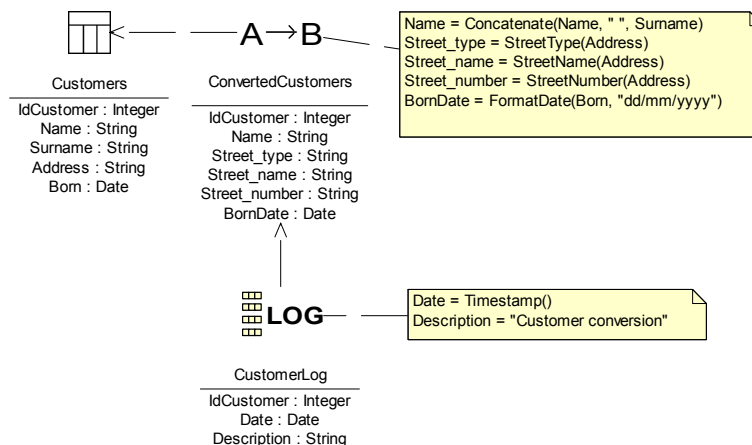 A → B
Name = Concatenate(Name, " ", Surname)
Street_type = StreetType(Address)
Street_name = StreetName(Address)
Street_number = StreetNumber(Address)
BornDate = FormatDate(Born, "dd/mm/yyyy")
Customers
IdCustomer : Integer
Name : String
Surname : String
Address : String
Born : Date
ConvertedCustomers
IdCustomer : Integer
Name : String
Street_type : String
Street_name : String
Street_number : String
BornDate : Date
LOG
Date = Timestamp()
Description = "Customer conversion"
CustomerLog
IdCustomer : Integer
Date : Date
Description : String